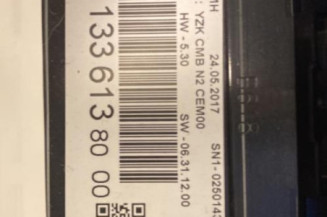 24.05.2017 SN1- 0250143
: YZK CMB N2 CEM00
HW - 5.30 SW - 06.31.12.00
133 613 80 00